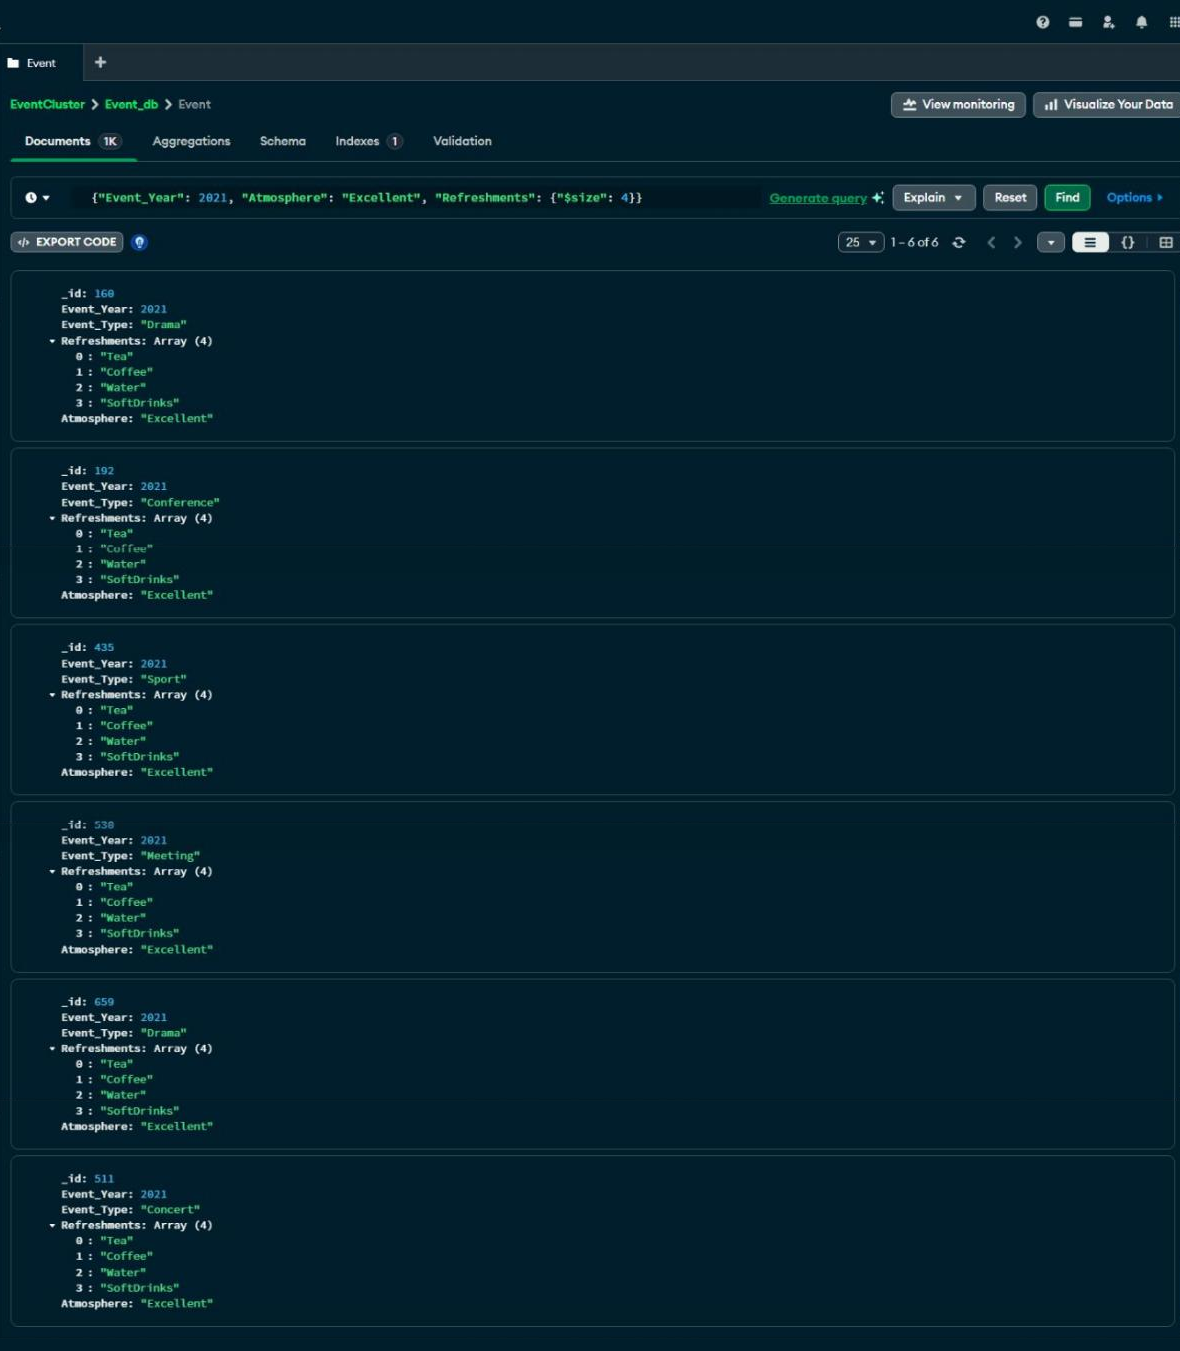 Event +
EventCluster > Event_db > Event View monitoring Visualize Your Data
Documents 1K Aggregations Schema Indexes 1 Validation
{"Event_Year": 2021, "Atmosphere": "Excellent", "Refreshments": {"$size": 4}} Generate query Explain Reset Find Options
</> EXPORT CODE 25 1 – 6 of 6 {}
_id: 160
Event_Year: 2021
Event_Type: "Drama"
Refreshments: Array (4)
0 : "Tea"
1 : "Coffee"
2 : "Water"
3 : "SoftDrinks"
Atmosphere: "Excellent"
_id: 192
Event_Year: 2021
Event_Type: "Conference"
Refreshments: Array (4)
0 : "Tea"
1 : "Coffee"
2 : "Water"
3 : "SoftDrinks"
Atmosphere: "Excellent"
_id: 435
Event_Year: 2021
Event_Type: "Sport"
Refreshments: Array (4)
0 : "Tea"
1 : "Coffee"
2 : "Water"
3 : "SoftDrinks"
Atmosphere: "Excellent"
_id: 530
Event_Year: 2021
Event_Type: "Meeting"
Refreshments: Array (4)
0 : "Tea"
1 : "Coffee"
2 : "Water"
3 : "SoftDrinks"
Atmosphere: "Excellent"
_id: 659
Event_Year: 2021
Event_Type: "Drama"
Refreshments: Array (4)
0 : "Tea"
1 : "Coffee"
2 : "Water"
3 : "SoftDrinks"
Atmosphere: "Excellent"
_id: 511
Event_Year: 2021
Event_Type: "Concert"
Refreshments: Array (4)
0 : "Tea"
1 : "Coffee"
2 : "Water"
3 : "SoftDrinks"
Atmosphere: "Excellent"